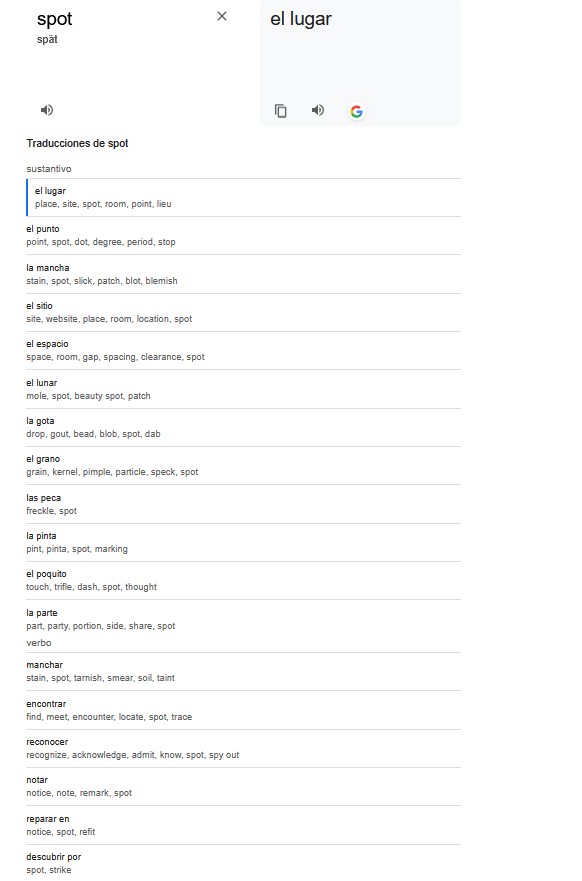 spot
spät
el lugar
Traducciones de spot
sustantivo
el lugar
place, site, spot, room, point, lieu
el punto
point, spot, dot, degree, period, stop
la mancha
stain, spot, slick, patch, blot, blemish
el sitio
site, website, place, room, location, spot
el espacio
space, room, gap, spacing, clearance, spot
el lunar
mole, spot, beauty spot, patch
la gota
drop, gout, bead, blob, spot, dab
el grano
grain, kernel, pimple, particle, speck, spot
las peca
freckle, spot
la pinta
pint, pinta, spot, marking
el poquito
touch, trifle, dash, spot, thought
la parte
part, party, portion, side, share, spot
verbo
manchar
stain, spot, tarnish, smear, soil, taint
encontrar
find, meet, encounter, locate, spot, trace
reconocer
recognize, acknowledge, admit, know, spot, spy out
notar
notice, note, remark, spot
reparar en
notice, spot, refit
descubrir por
spot, strike